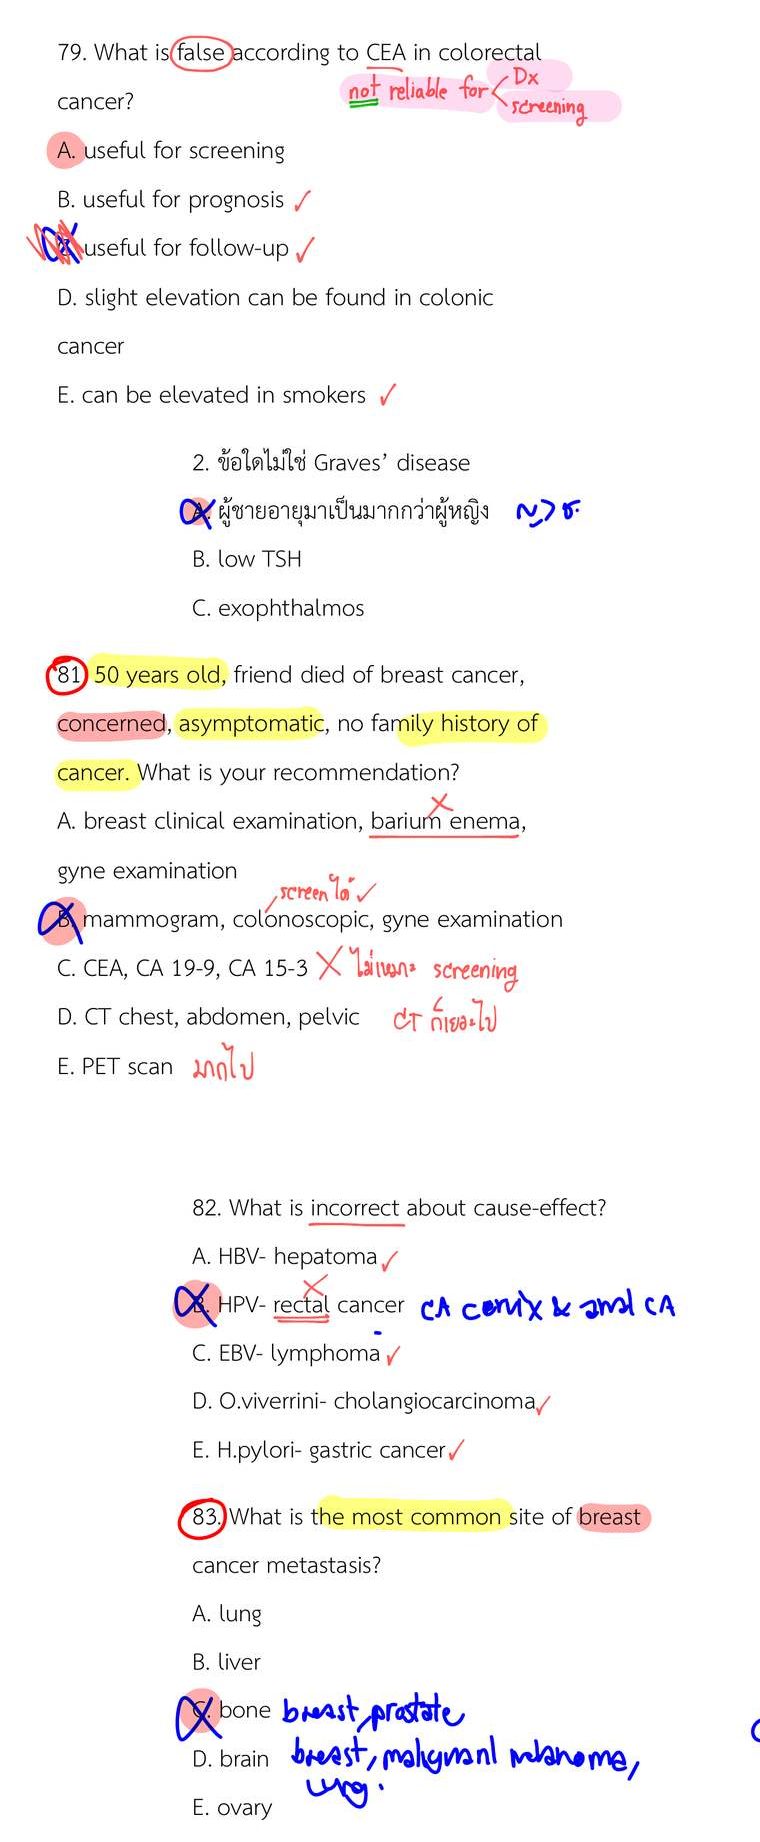 79. What is false according to CEA in colorectal
not reliable for Dx
screening
cancer?
A. useful for screening
B. useful for prognosis ✓
useful for follow-up ✓
D. slight elevation can be found in colonic
cancer
E. can be elevated in smokers ✓
2. ข้อใดไม่ใช่ Graves’ disease
A. ผู้ชายอายุมาเป็นมากกว่าผู้หญิง ญ > ช.
B. low TSH
C. exophthalmos
81 50 years old, friend died of breast cancer,
concerned, asymptomatic, no family history of
cancer. What is your recommendation?
A. breast clinical examination, barium enema,
gyne examination
screen ได้ ✓
B. mammogram, colonoscopic, gyne examination
C. CEA, CA 19-9, CA 15-3 X ไม่เหมาะ screening
D. CT chest, abdomen, pelvic CT ก็เยอะไป
E. PET scan มากไป
82. What is incorrect about cause-effect?
A. HBV- hepatoma ✓
B. HPV- rectal cancer CA cervix & anal CA
C. EBV- lymphoma ✓
D. O.viverrini- cholangiocarcinoma ✓
E. H.pylori- gastric cancer ✓
83. What is the most common site of breast
cancer metastasis?
A. lung
B. liver
C. bone breast, prostate
D. brain breast, malignant melanoma,
lung.
E. ovary